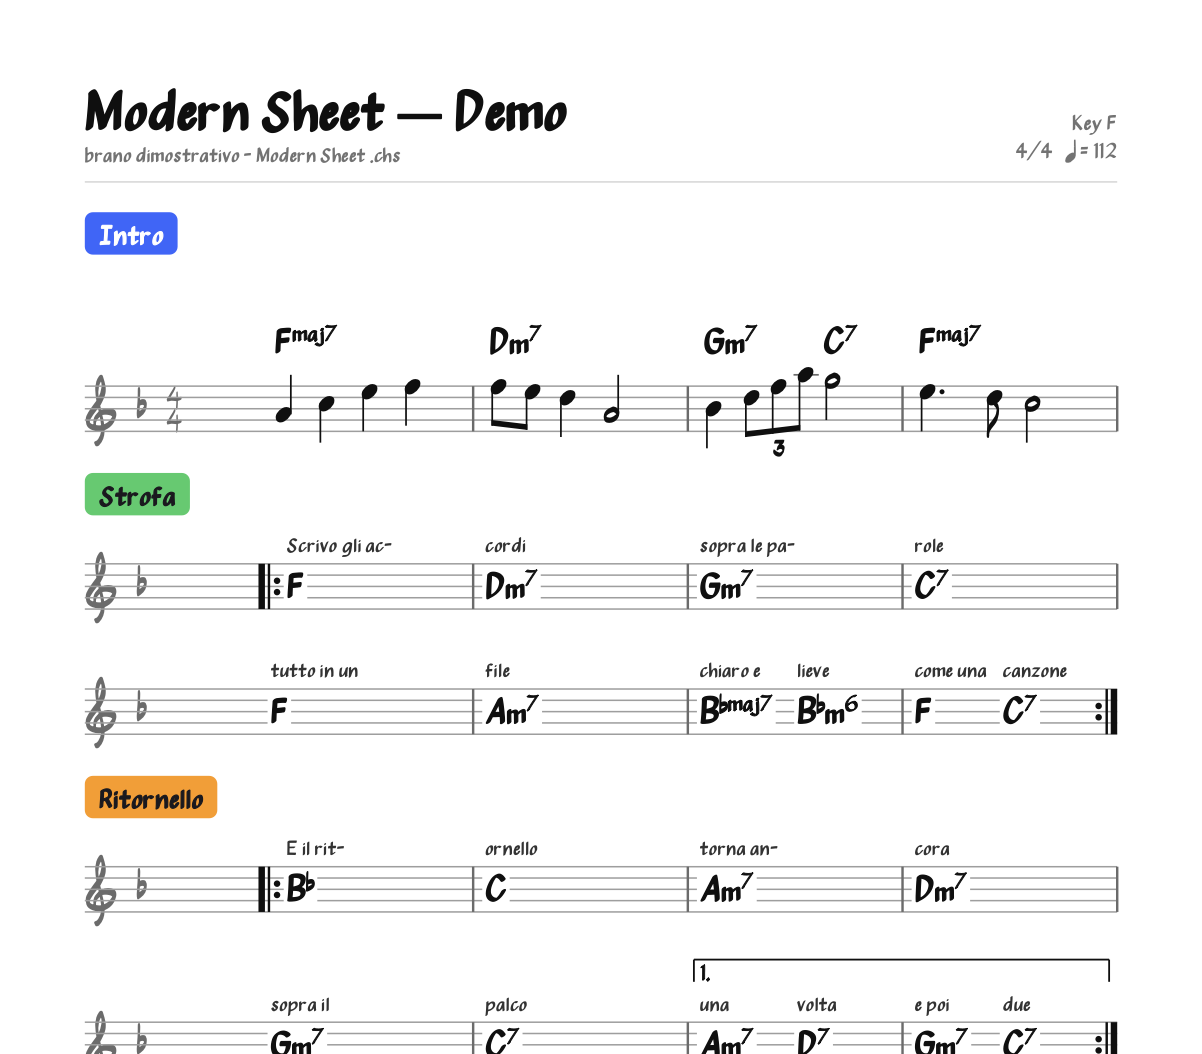 Modern Sheet — Demo
Key F
brano dimostrativo - Modern Sheet .chs
4/4 ♩= 112
Intro
Fmaj7 Dm7 Gm7 C7 Fmaj7
4
4
3
Strofa
Scrivo gli ac- cordi sopra le pa- role
F Dm7 Gm7 C7
tutto in un file chiaro e lieve come una canzone
F Am7 B♭maj7 B♭m6 F C7
Ritornello
E il rit- ornello torna an- cora
B♭ C Am7 Dm7
1.
sopra il palco una volta e poi due
Gm7 C7 Am7 D7 Gm7 C7